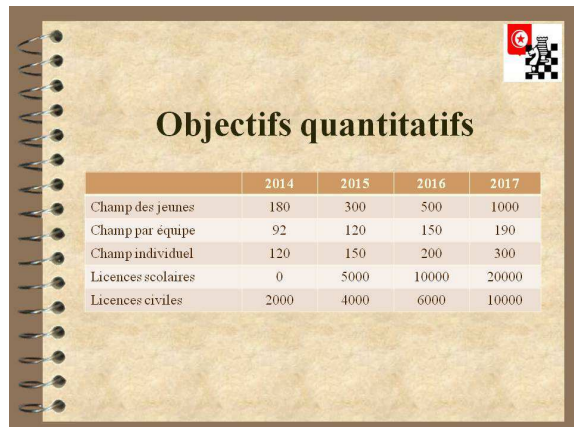 Objectifs quantitatifs
2014 2015 2016 2017
Champ des jeunes 180 300 500 1000
Champ par équipe 92 120 150 190
Champ individuel 120 150 200 300
Licences scolaires 0 5000 10000 20000
Licences civiles 2000 4000 6000 10000